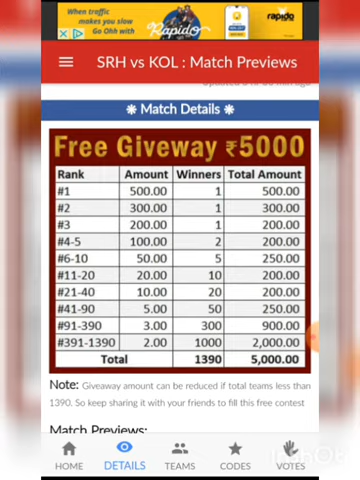 When traffic
makes you slow
Go Ohh with
Rapido
rapido
SRH vs KOL : Match Previews
❋ Match Details ❋
Free Giveway ₹5000
Rank Amount Winners Total Amount
#1 500.00 1 500.00
#2 300.00 1 300.00
#3 200.00 1 200.00
#4-5 100.00 2 200.00
#6-10 50.00 5 250.00
#11-20 20.00 10 200.00
#21-40 10.00 20 200.00
#41-90 5.00 50 250.00
#91-390 3.00 300 900.00
#391-1390 2.00 1000 2,000.00
Total 1390 5,000.00
Note: Giveaway amount can be reduced if total teams less than
1390. So keep sharing it with your friends to fill this free contest
Match Previews:
HOME DETAILS TEAMS CODES VOTES